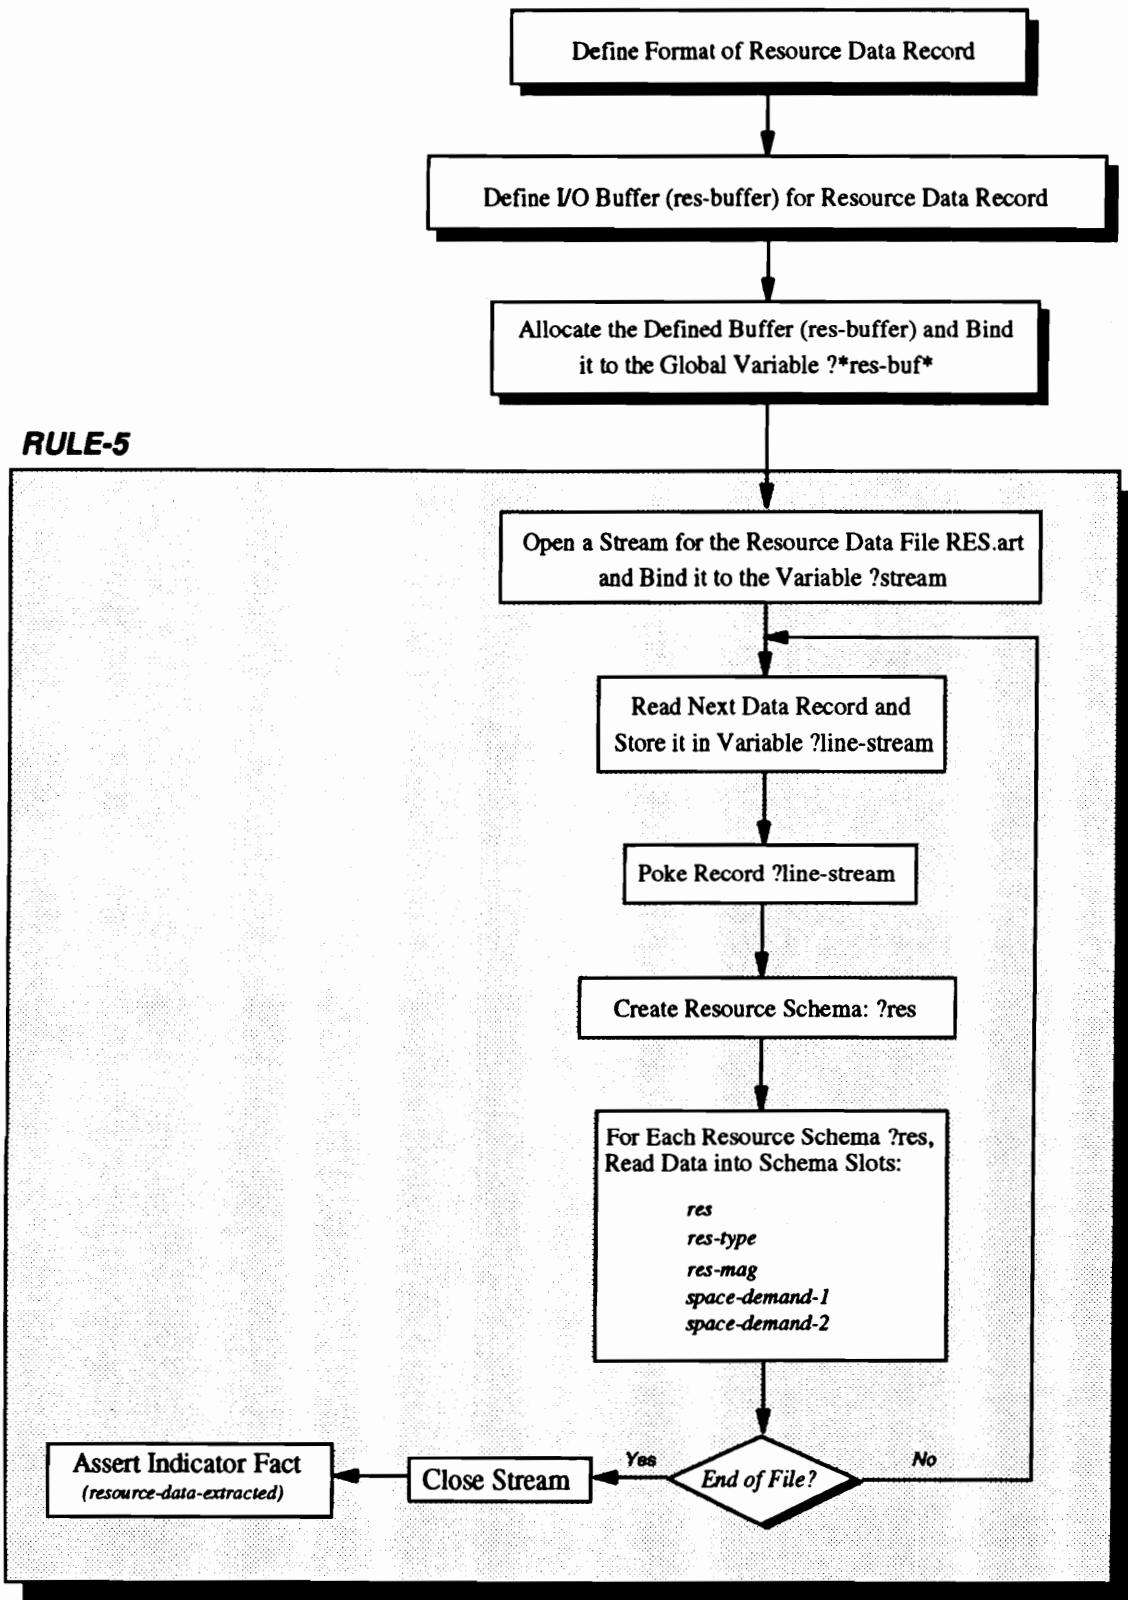 Define Format of Resource Data Record
Define I/O Buffer (res-buffer) for Resource Data Record
Allocate the Defined Buffer (res-buffer) and Bind
it to the Global Variable ?*res-buf*
RULE-5
Open a Stream for the Resource Data File RES.art
and Bind it to the Variable ?stream
Read Next Data Record and
Store it in Variable ?line-stream
Poke Record ?line-stream
Create Resource Schema: ?res
For Each Resource Schema ?res,
Read Data into Schema Slots:
res
res-type
res-mag
space-demand-1
space-demand-2
End of File?
Yes
No
Close Stream
Assert Indicator Fact
(resource-data-extracted)